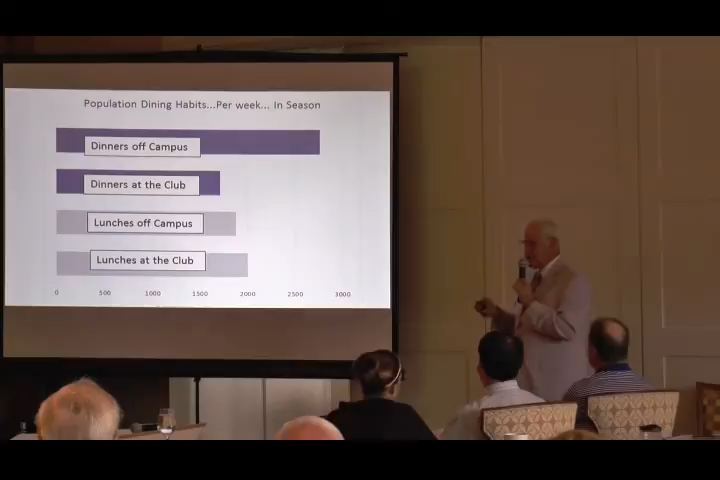 Population Dining Habits...Per week... In Season
Dinners off Campus
Dinners at the Club
Lunches off Campus
Lunches at the Club
0 500 1000 1500 2000 2500 3000